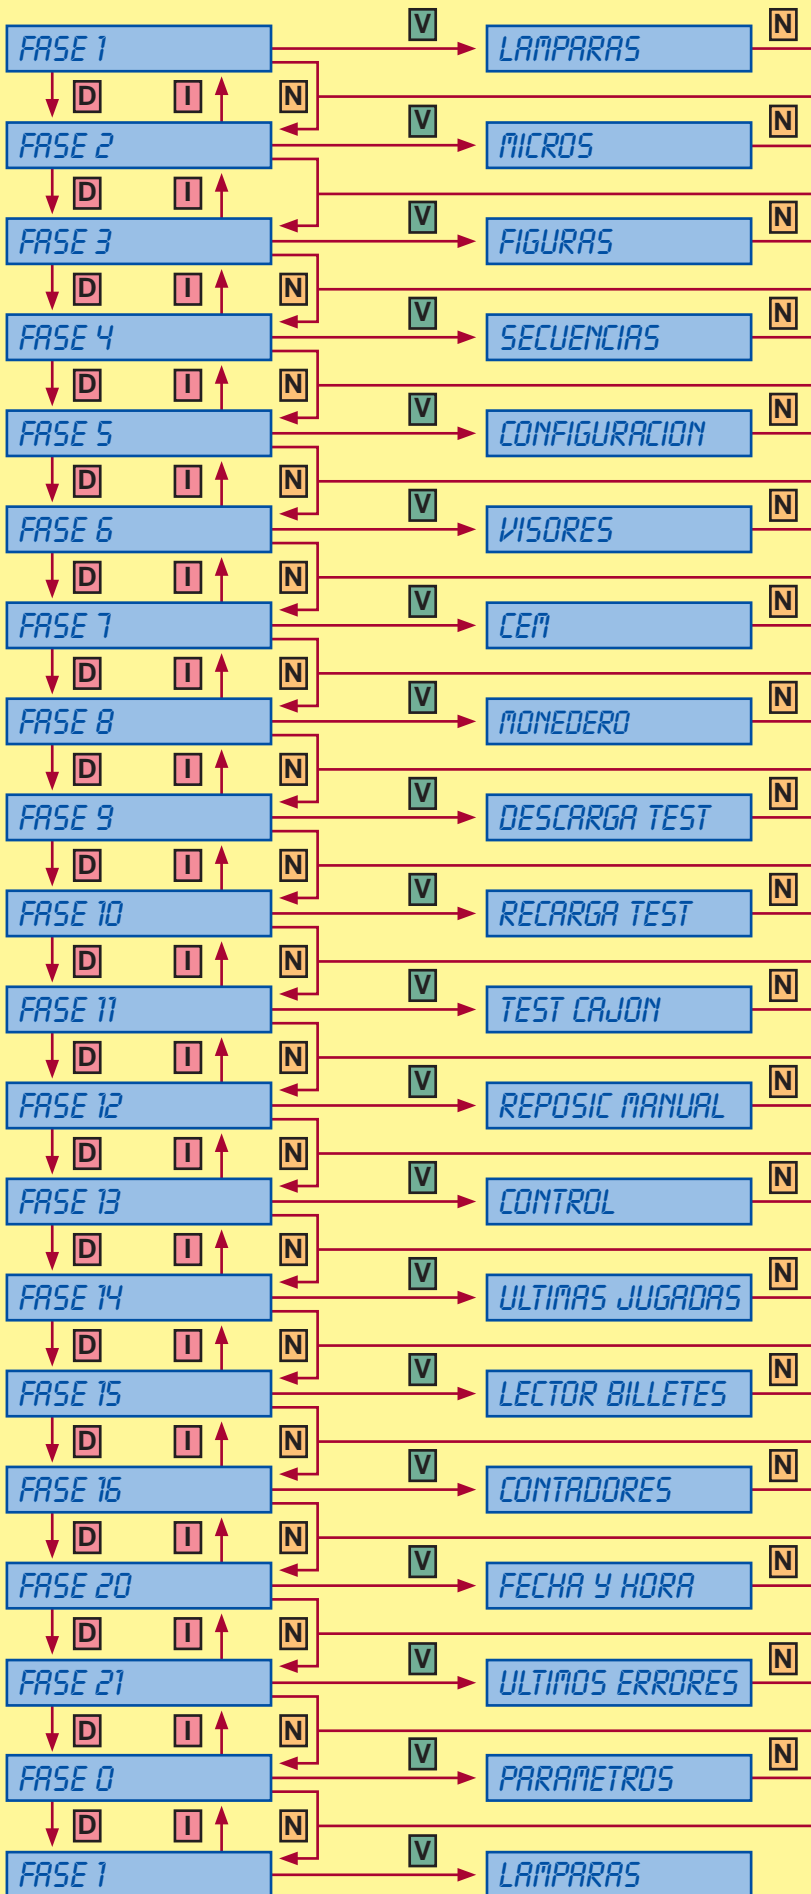 V N
FASE 1 LAMPARAS
D I N V N
FASE 2 MICROS
D I V N
FASE 3 FIGURAS
D I N V N
FASE 4 SECUENCIAS
D I N V N
FASE 5 CONFIGURACION
D I N V N
FASE 6 VISORES
D I N V N
FASE 7 CEM
D I N V N
FASE 8 MONEDERO
D I N V N
FASE 9 DESCARGA TEST
D I N V N
FASE 10 RECARGA TEST
D I N V N
FASE 11 TEST CAJON
D I N V N
FASE 12 REPOSIC MANUAL
D I N V N
FASE 13 CONTROL
D I N V N
FASE 14 ULTIMAS JUGADAS
D I N V N
FASE 15 LECTOR BILLETES
D I N V N
FASE 16 CONTADORES
D I N V N
FASE 20 FECHA Y HORA
D I N V N
FASE 21 ULTIMOS ERRORES
D I N V N
FASE 0 PARAMETROS
D I N V
FASE 1 LAMPARAS